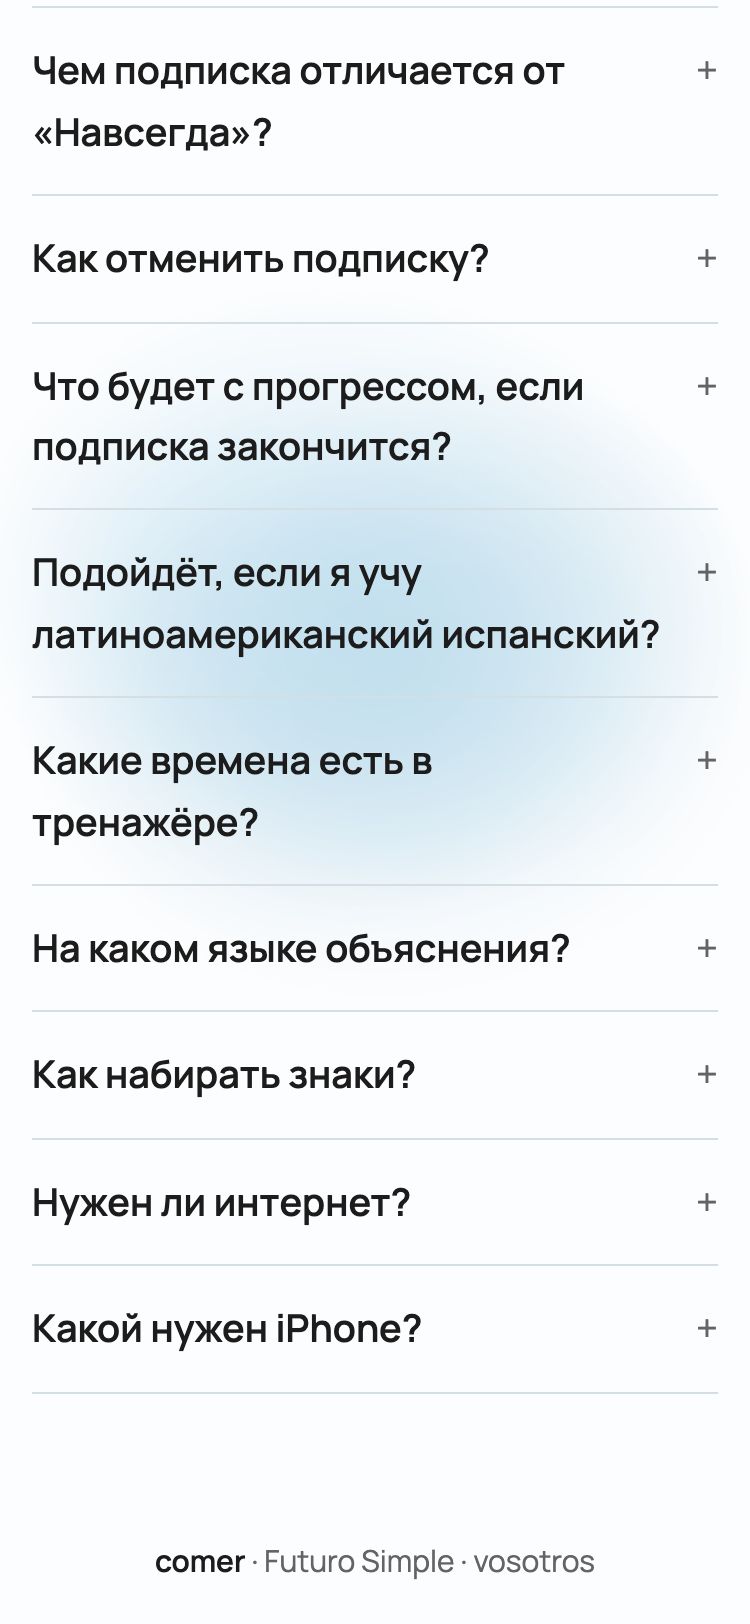 Чем подписка отличается от
«Навсегда»?
Как отменить подписку?
Что будет с прогрессом, если
подписка закончится?
Подойдёт, если я учу
латиноамериканский испанский?
Какие времена есть в
тренажёре?
На каком языке объяснения?
Как набирать знаки?
Нужен ли интернет?
Какой нужен iPhone?
comer · Futuro Simple · vosotros